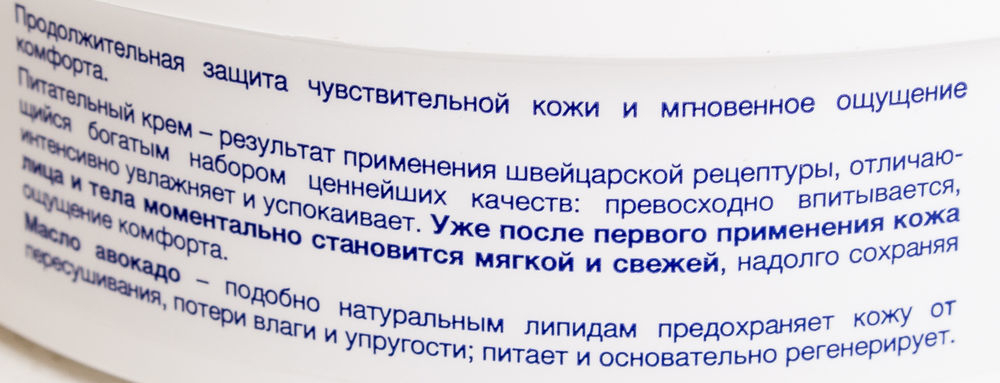 Продолжительная защита чувствительной кожи и мгновенное ощущение
комфорта.
Питательный крем – результат применения швейцарской рецептуры, отличаю-
щийся богатым набором ценнейших качеств: превосходно впитывается,
интенсивно увлажняет и успокаивает. Уже после первого применения кожа
лица и тела моментально становится мягкой и свежей, надолго сохраняя
ощущение комфорта.
Масло авокадо – подобно натуральным липидам предохраняет кожу от
пересушивания, потери влаги и упругости; питает и основательно регенерирует.